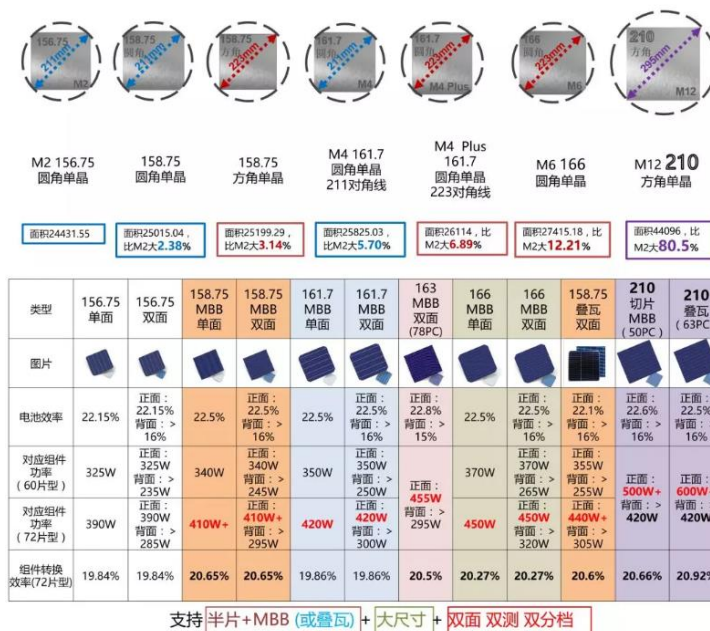 156.75 158.75 158.75 161.7 161.7 166 210
圆角 圆角 圆角 圆角 方角
211mm 211mm 223mm 211mm 223mm 223mm 295mm
M2 M4 M4 Plus M6 M12
M2 156.75
圆角单晶
158.75
圆角单晶
158.75
方角单晶
M4 161.7
圆角单晶
211对角线
M4 Plus
161.7
圆角单晶
223对角线
M6 166
圆角单晶
M12 210
方角单晶
面积24431.55
面积25015.04,
比M2大2.38%
面积25199.29,
比M2大3.14%
面积25825.03,
比M2大5.70%
面积26114,比
M2大6.89%
面积27415.18,比
M2大12.21%
面积44096,比
M2大80.5%
类型
156.75
单面
156.75
双面
158.75
MBB
单面
158.75
MBB
双面
161.7
MBB
单面
161.7
MBB
双面
163
MBB
双面
(78PC)
166
MBB
单面
166
MBB
双面
158.75
叠瓦
双面
210
切片
MBB
(50PC)
210
叠瓦
(63PC)
图片
电池效率
22.15%
正面:
22.15%
背面:>
16%
22.5%
正面:
22.5%
背面:>
16%
22.5%
正面:
22.5%
背面:>
16%
正面:
22.8%
背面:>
15%
22.5%
正面:
22.5%
背面:>
16%
正面:
22.1%
背面:>
16%
正面:
22.6%
背面:>
16%
正面:
22.5%
背面:>
16%
对应组件
功率
(60片型)
325W
正面:
325W
背面:>
235W
340W
正面:
340W
背面:>
245W
350W
正面:
350W
背面:>
250W
正面:
455W
背面:>
295W
370W
正面:
370W
背面:>
265W
正面:
355W
背面:>
255W
正面:
500W+
背面:>
420W
正面:
600W+
背面:>
420W
对应组件
功率
(72片型)
390W
正面:
390W
背面:>
285W
410W+
正面:
410W+
背面:>
295W
420W
正面:
420W
背面:>
300W
450W
正面:
450W
背面:>
320W
正面:
440W+
背面:>
305W
组件转换
效率(72片型)
19.84%
19.84%
20.65%
20.65%
19.86%
19.86%
20.5%
20.27%
20.27%
20.6%
20.66%
20.92%
支持 半片+MBB (或叠瓦) + 大尺寸 + 双面 双测 双分档